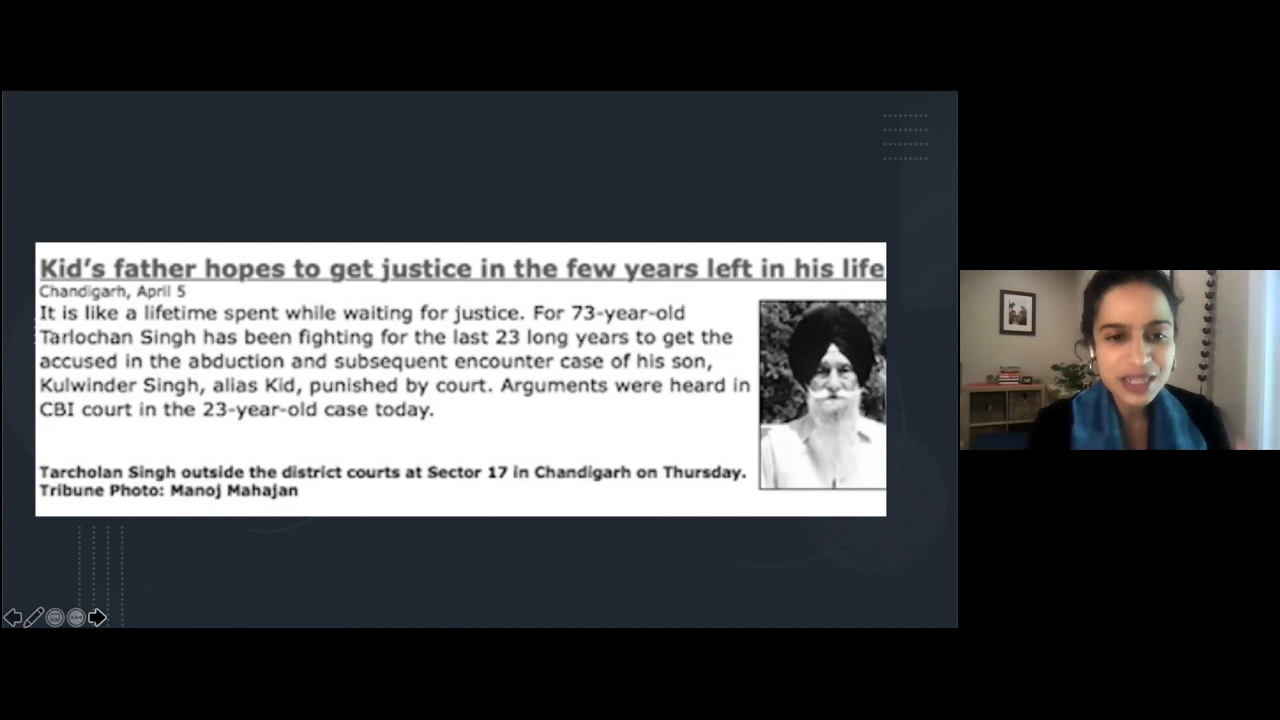 Kid's father hopes to get justice in the few years left in his life
Chandigarh, April 5
It is like a lifetime spent while waiting for justice. For 73-year-old
Tarlochan Singh has been fighting for the last 23 long years to get the
accused in the abduction and subsequent encounter case of his son,
Kulwinder Singh, alias Kid, punished by court. Arguments were heard in
CBI court in the 23-year-old case today.
Tarcholan Singh outside the district courts at Sector 17 in Chandigarh on Thursday.
Tribune Photo: Manoj Mahajan